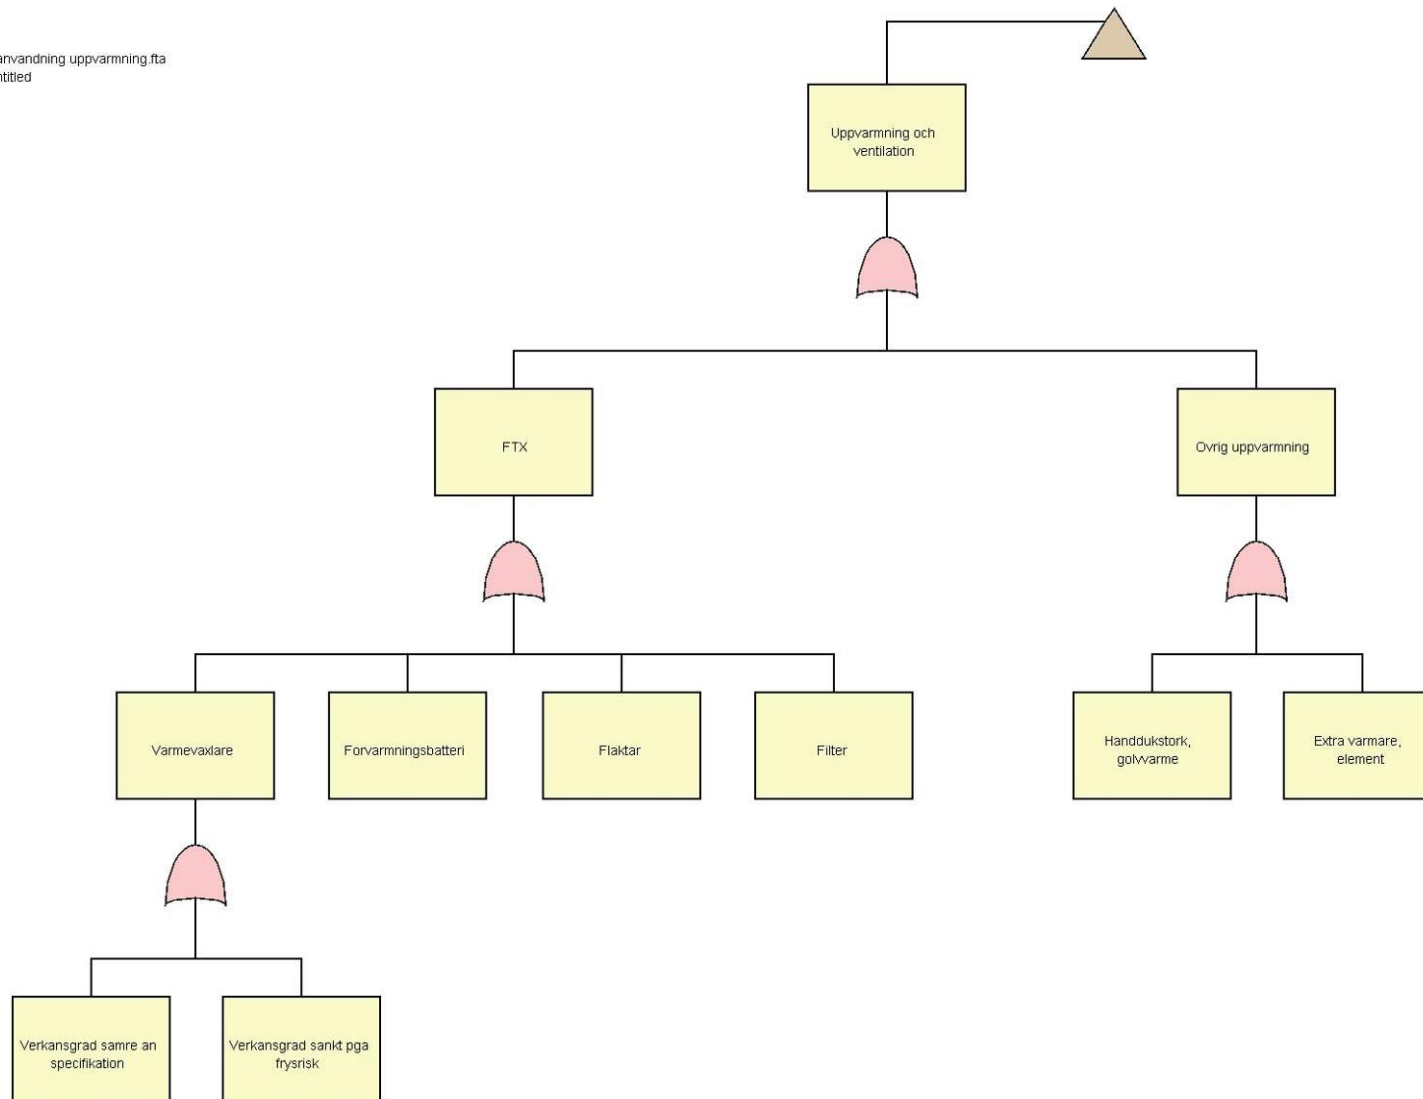 anvandning uppvarmning.fta
ntitled
Uppvarmning och
ventilation
FTX
Ovrig uppvarmning
Varmevaxlare
Forvarmningsbatteri
Flaktar
Filter
Handdukstork,
golvvarme
Extra varmare,
element
Verkansgrad samre an
specifikation
Verkansgrad sankt pga
frysrisk